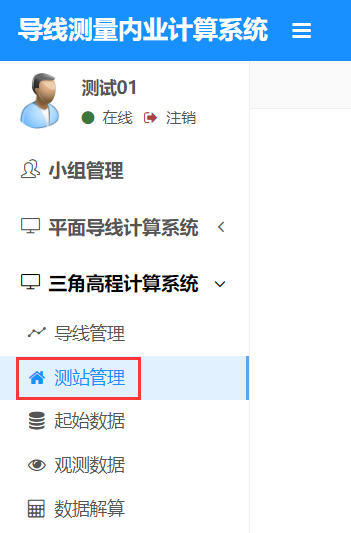 导线测量内业计算系统
测试01
在线 注销
小组管理
平面导线计算系统
三角高程计算系统
导线管理
测站管理
起始数据
观测数据
数据解算